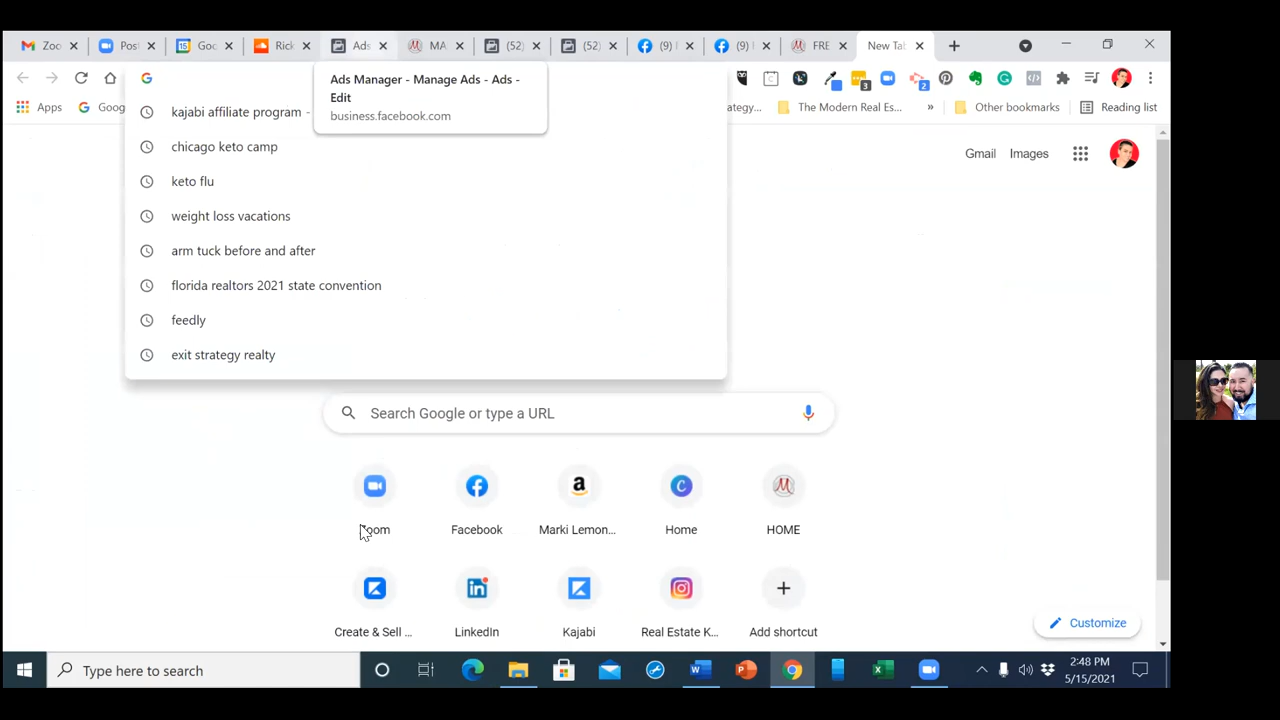 Zoo
Post
Goo
Rick
Ads
MA
(52)
(52)
(9)
(9)
FRE
New Tab
Apps
Goog
ategy...
The Modern Real Es...
»
Other bookmarks
Reading list
3
2
Ads Manager - Manage Ads - Ads -
Edit
business.facebook.com
kajabi affiliate program -
chicago keto camp
keto flu
weight loss vacations
arm tuck before and after
florida realtors 2021 state convention
feedly
exit strategy realty
Gmail
Images
Search Google or type a URL
Zoom
Facebook
Marki Lemon...
Home
HOME
Create & Sell ...
LinkedIn
Kajabi
Real Estate K...
Add shortcut
Customize
Type here to search
2:48 PM
5/15/2021